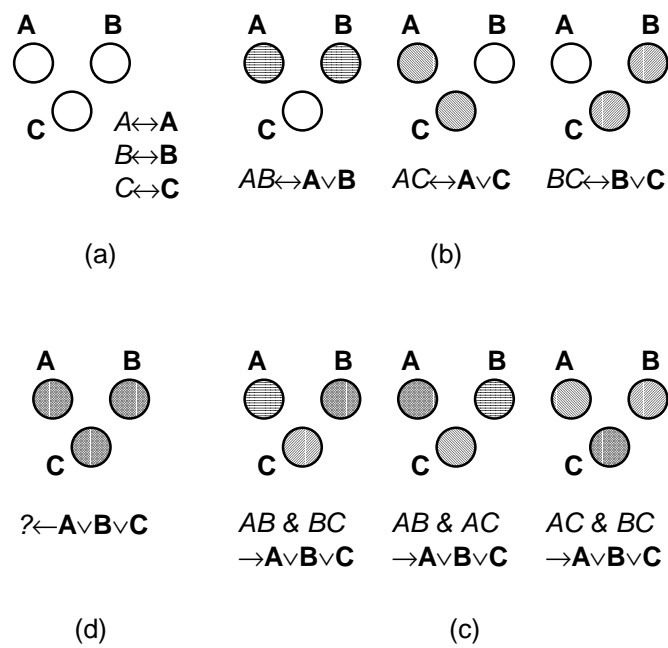 A B
C
A↔A
B↔B
C↔C
(a)
A B A B A B
C C C
AB↔A∨B AC↔A∨C BC↔B∨C
(b)
A B
C
?←A∨B∨C
(d)
A B A B A B
C C C
AB & BC AB & AC AC & BC
→A∨B∨C →A∨B∨C →A∨B∨C
(c)